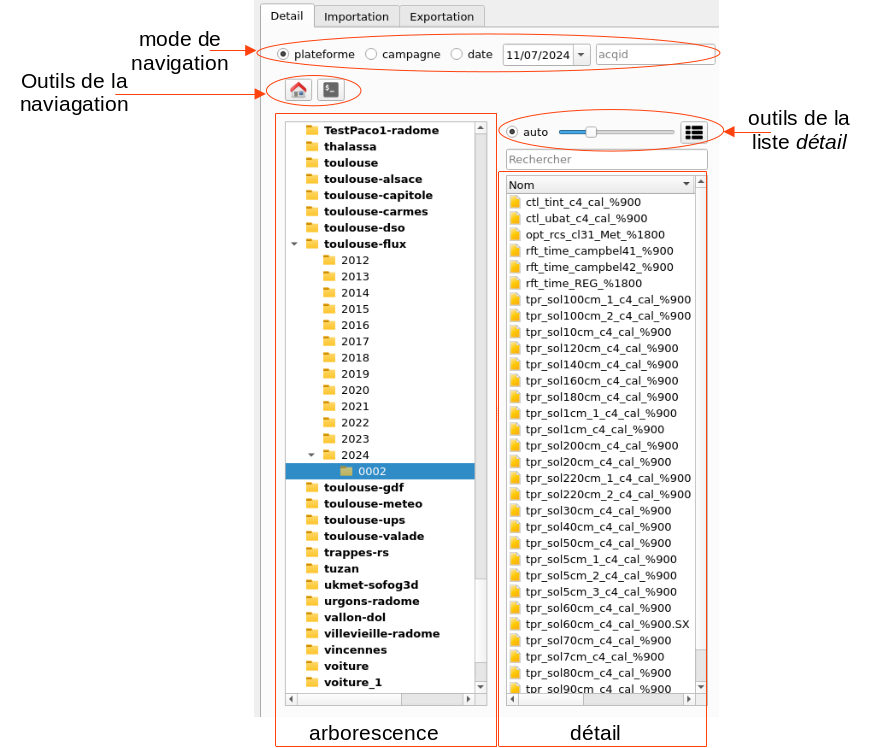 Detail Importation Exportation
mode de
navigation
plateforme campagne date 11/07/2024 acqid
Outils de la
naviagation
$_
auto
outils de la
liste détail
Rechercher
TestPaco1-radome
thalassa
toulouse
toulouse-alsace
toulouse-capitole
toulouse-carmes
toulouse-dso
toulouse-flux
2012
2013
2014
2015
2016
2017
2018
2019
2020
2021
2022
2023
2024
0002
toulouse-gdf
toulouse-meteo
toulouse-ups
toulouse-valade
trappes-rs
tuzan
ukmet-sofog3d
urgons-radome
vallon-dol
villevieille-radome
vincennes
voiture
voiture_1
Nom
ctl_tint_c4_cal_%900
ctl_ubat_c4_cal_%900
opt_rcs_cl31_Met_%1800
rft_time_campbel41_%900
rft_time_campbel42_%900
rft_time_REG_%1800
tpr_sol100cm_1_c4_cal_%900
tpr_sol100cm_2_c4_cal_%900
tpr_sol10cm_c4_cal_%900
tpr_sol120cm_c4_cal_%900
tpr_sol140cm_c4_cal_%900
tpr_sol160cm_c4_cal_%900
tpr_sol180cm_c4_cal_%900
tpr_sol1cm_1_c4_cal_%900
tpr_sol1cm_c4_cal_%900
tpr_sol200cm_c4_cal_%900
tpr_sol20cm_c4_cal_%900
tpr_sol220cm_1_c4_cal_%900
tpr_sol220cm_2_c4_cal_%900
tpr_sol30cm_c4_cal_%900
tpr_sol40cm_c4_cal_%900
tpr_sol50cm_c4_cal_%900
tpr_sol5cm_1_c4_cal_%900
tpr_sol5cm_2_c4_cal_%900
tpr_sol5cm_3_c4_cal_%900
tpr_sol60cm_c4_cal_%900
tpr_sol60cm_c4_cal_%900.SX
tpr_sol70cm_c4_cal_%900
tpr_sol7cm_c4_cal_%900
tpr_sol80cm_c4_cal_%900
tpr_sol90cm_c4_cal_%900
arborescence
détail